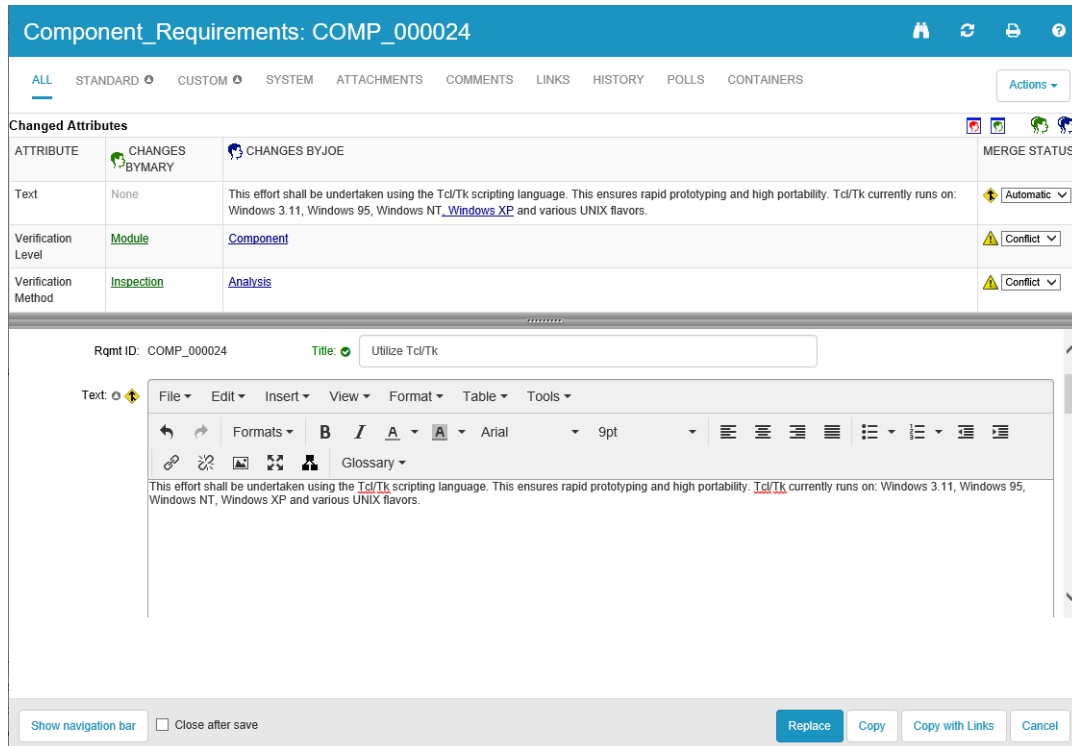 Component_Requirements: COMP_000024
ALL STANDARD CUSTOM SYSTEM ATTACHMENTS COMMENTS LINKS HISTORY POLLS CONTAINERS
Actions
Changed Attributes
ATTRIBUTE
CHANGES BYMARY
CHANGES BYJOE
MERGE STATUS
Text
None
This effort shall be undertaken using the Tcl/Tk scripting language. This ensures rapid prototyping and high portability. Tcl/Tk currently runs on:
Windows 3.11, Windows 95, Windows NT, Windows XP and various UNIX flavors.
Automatic
Verification
Level
Module
Component
Conflict
Verification
Method
Inspection
Analysis
Conflict
Rqmt ID: COMP_000024 Title: Utilize Tcl/Tk
Text:
File Edit Insert View Format Table Tools
Formats B I A A Arial 9pt
Glossary
This effort shall be undertaken using the Tcl/Tk scripting language. This ensures rapid prototyping and high portability. Tcl/Tk currently runs on: Windows 3.11, Windows 95,
Windows NT, Windows XP and various UNIX flavors.
Show navigation bar Close after save Replace Copy Copy with Links Cancel